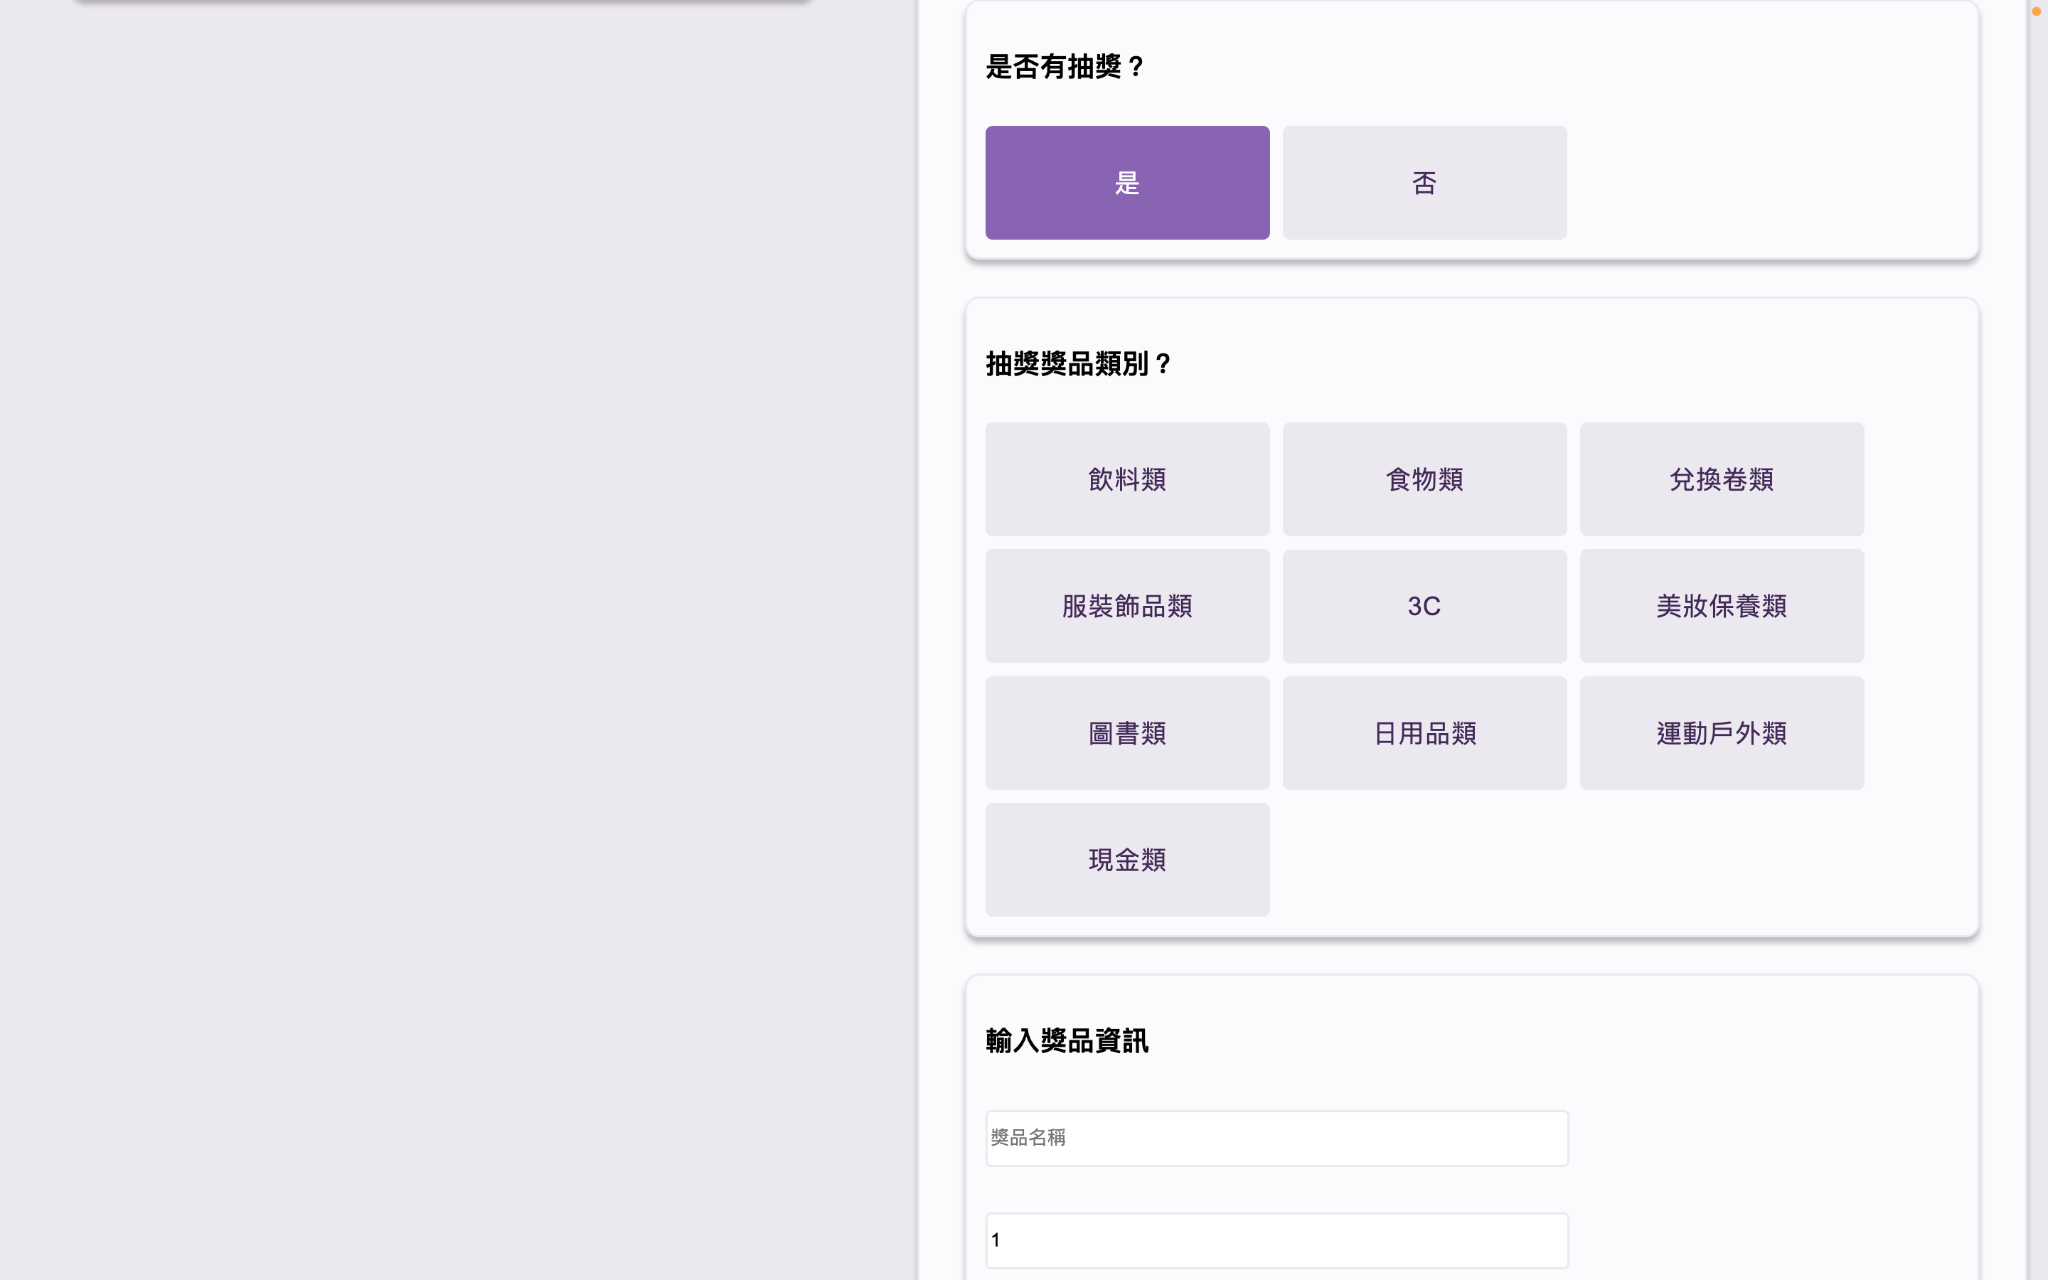 是否有抽獎？
是
否
抽獎獎品類別？
飲料類
食物類
兌換卷類
服裝飾品類
3C
美妝保養類
圖書類
日用品類
運動戶外類
現金類
輸入獎品資訊
獎品名稱
1